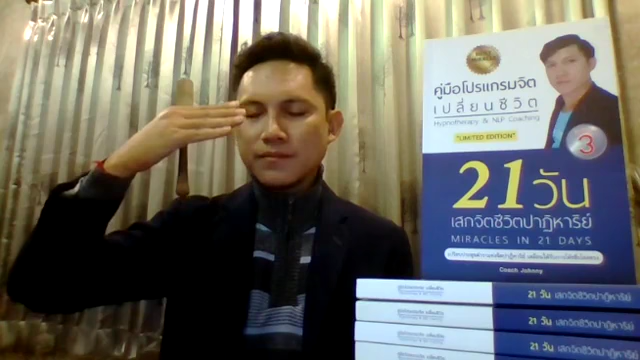 คู่มือโปรแกรมจิต
เปลี่ยนชีวิต
Hypnotherapy & NLP Coaching
"LIMITED EDITION"
3
21 วัน
เสกจิตชีวิตปาฏิหาริย์
MIRACLES IN 21 DAYS
Coach Johnny
21 วัน เสกจิตชีวิตปาฏิหาริย์
21 วัน เสกจิตชีวิตปาฏิหาริย์
21 วัน เสกจิตชีวิตปาฏิหาริย์
21 วัน เสกจิตชีวิตปาฏิหาริย์